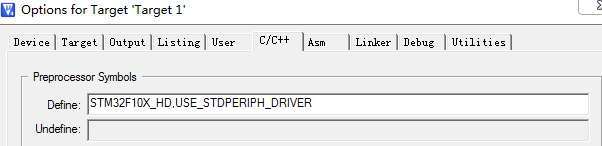 Options for Target 'Target 1'
Device Target Output Listing User C/C++ Asm Linker Debug Utilities
Preprocessor Symbols
Define: STM32F10X_HD,USE_STDPERIPH_DRIVER
Undefine: